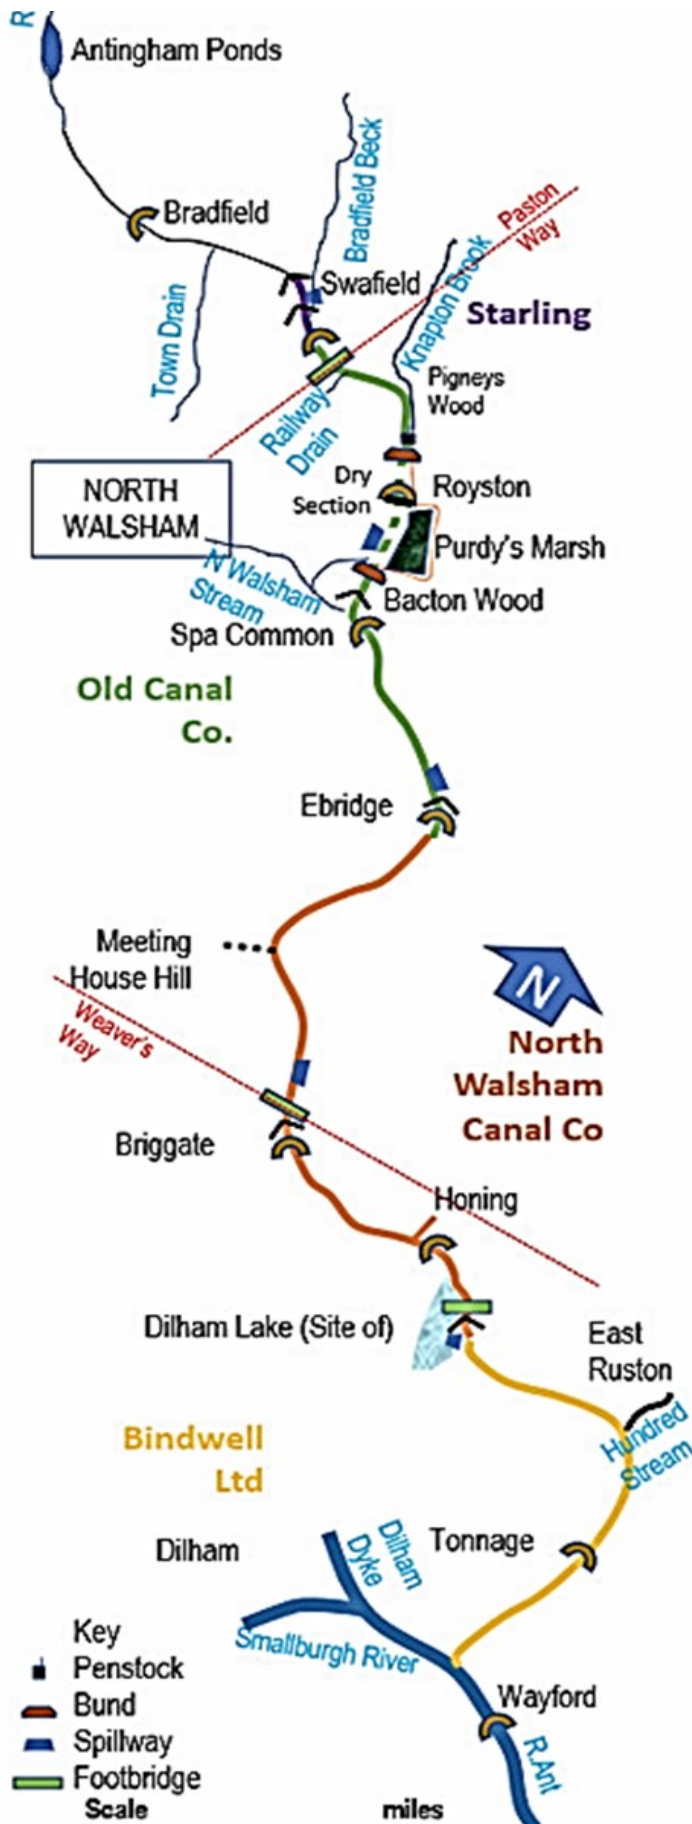 R
Antingham Ponds
Bradfield Beck
Bradfield
Paston
Way
Swafield
Knapton Brook
Starling
Town Drain
Pigneys
Wood
Railway
Drain
Dry
Section
Royston
NORTH
WALSHAM
Purdy's Marsh
N Walsham
Stream
Bacton Wood
Spa Common
Old Canal
Co.
Ebridge
Meeting
House Hill
N
Weaver's
Way
North
Walsham
Canal Co
Briggate
Honing
Dilham Lake (Site of)
East
Ruston
Hundred
Stream
Bindwell
Ltd
Dilham
Dilham
Dyke
Tonnage
Smallburgh River
Wayford
R.Ant
Key
Penstock
Bund
Spillway
Footbridge
Scale miles